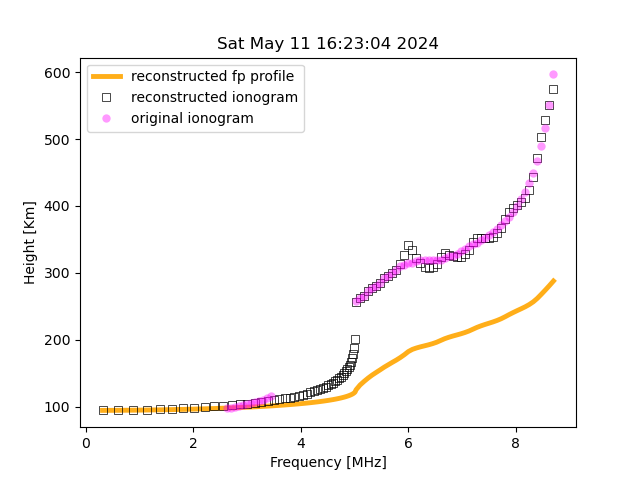 Sat May 11 16:23:04 2024
reconstructed fp profile
reconstructed ionogram
original ionogram
Height [Km]
600
500
400
300
200
100
0 2 4 6 8
Frequency [MHz]